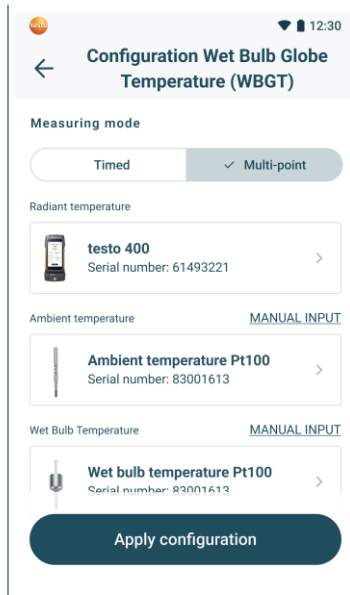 testo
12:30
Configuration Wet Bulb Globe
Temperature (WBGT)
Measuring mode
Timed
Multi-point
Radiant temperature
testo 400
Serial number: 61493221
Ambient temperature
MANUAL INPUT
Ambient temperature Pt100
Serial number: 83001613
Wet Bulb Temperature
MANUAL INPUT
Wet bulb temperature Pt100
Serial number: 83001613
Apply configuration